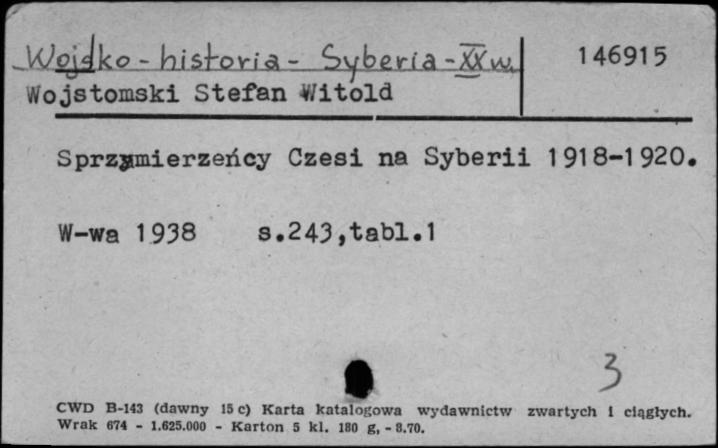 Wojsko - historia - Syberia - XX w.
146915
Wojstomski Stefan Witold
Sprzymierzeńcy Czesi na Syberii 1918-1920.
W-wa 1938 s.243,tabl.1
3
CWD B-143 (dawny 15 c) Karta katalogowa wydawnictw zwartych i ciągłych.
Wrak 674 - 1.625.000 - Karton 5 kl. 180 g, - 8.70.